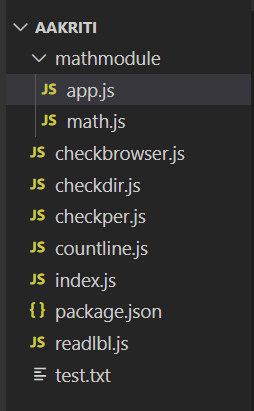 AAKRITI
mathmodule
JS app.js
JS math.js
JS checkbrowser.js
JS checkdir.js
JS checkper.js
JS countline.js
JS index.js
{} package.json
JS readlbl.js
test.txt